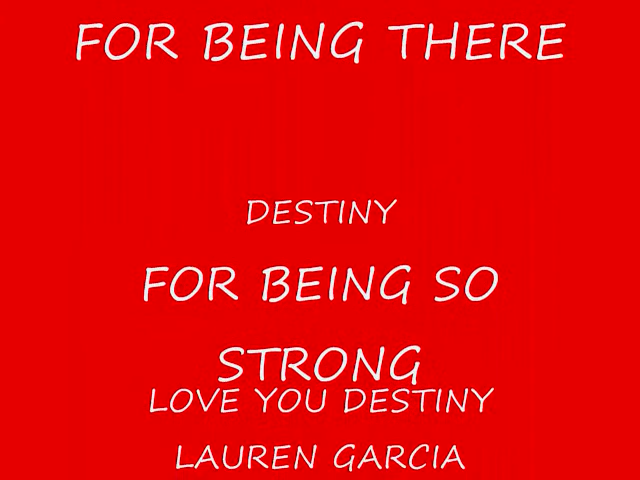 FOR BEING THERE
DESTINY
FOR BEING SO
STRONG
LOVE YOU DESTINY
LAUREN GARCIA